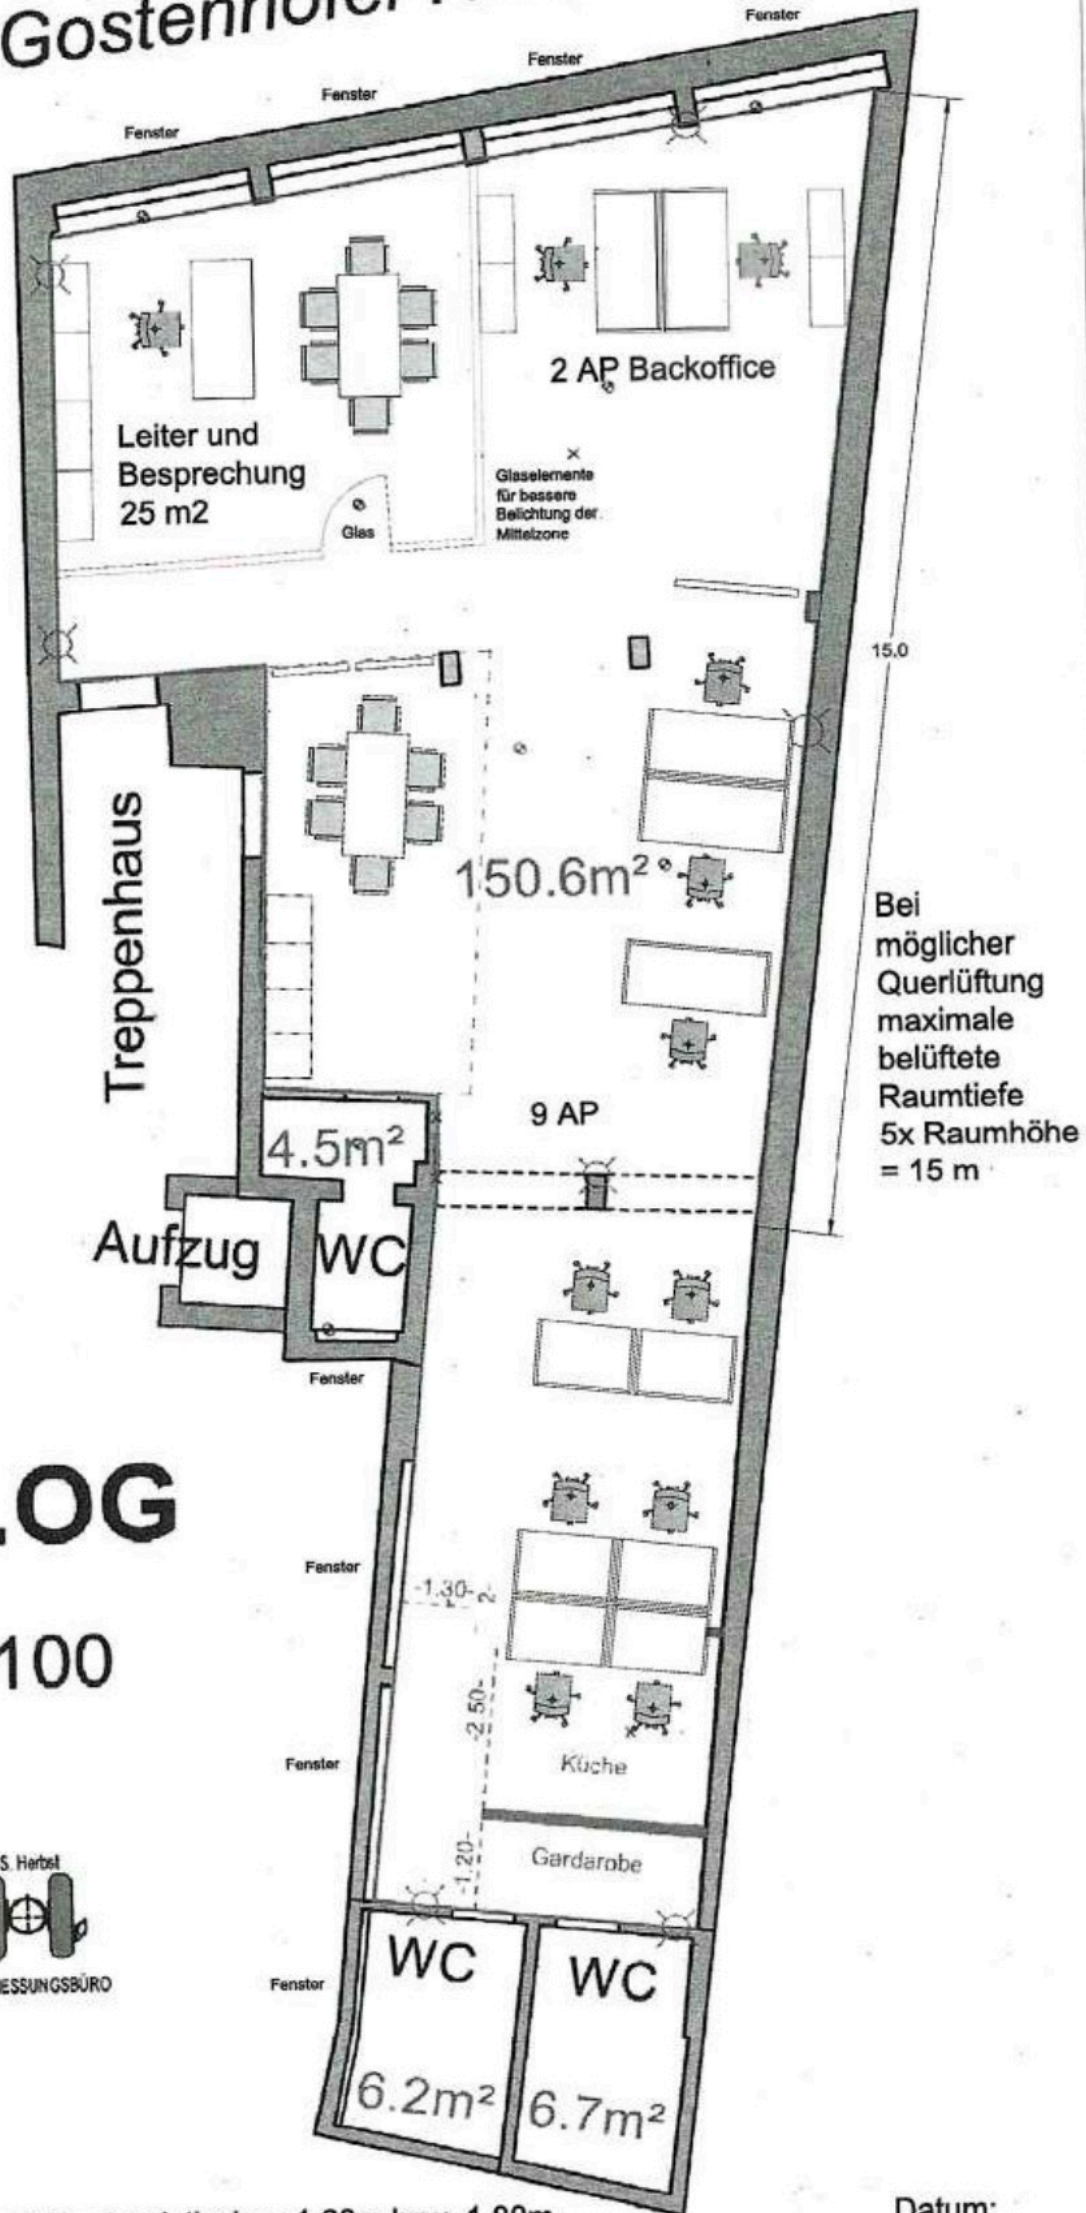 Gostenhofer
Fenster
Fenster
Fenster
Fenster
2 AP Backoffice
Leiter und
Besprechung
25 m2
Glas
Glaselemente
für bessere
Belichtung der
Mittelzone
15.0
Treppenhaus
150.6m²
Bei
möglicher
Querlüftung
maximale
belüftete
Raumtiefe
5x Raumhöhe
= 15 m
9 AP
4.5m²
Aufzug
WC
Fenster
.OG
Fenster
-1.30-
2-
100
-2.50-
Fenster
Küche
S. Herbst
-1.20-
Gardarobe
ESSUNGSBÜRO
Fenster
WC
WC
6.2m²
6.7m²
Datum: